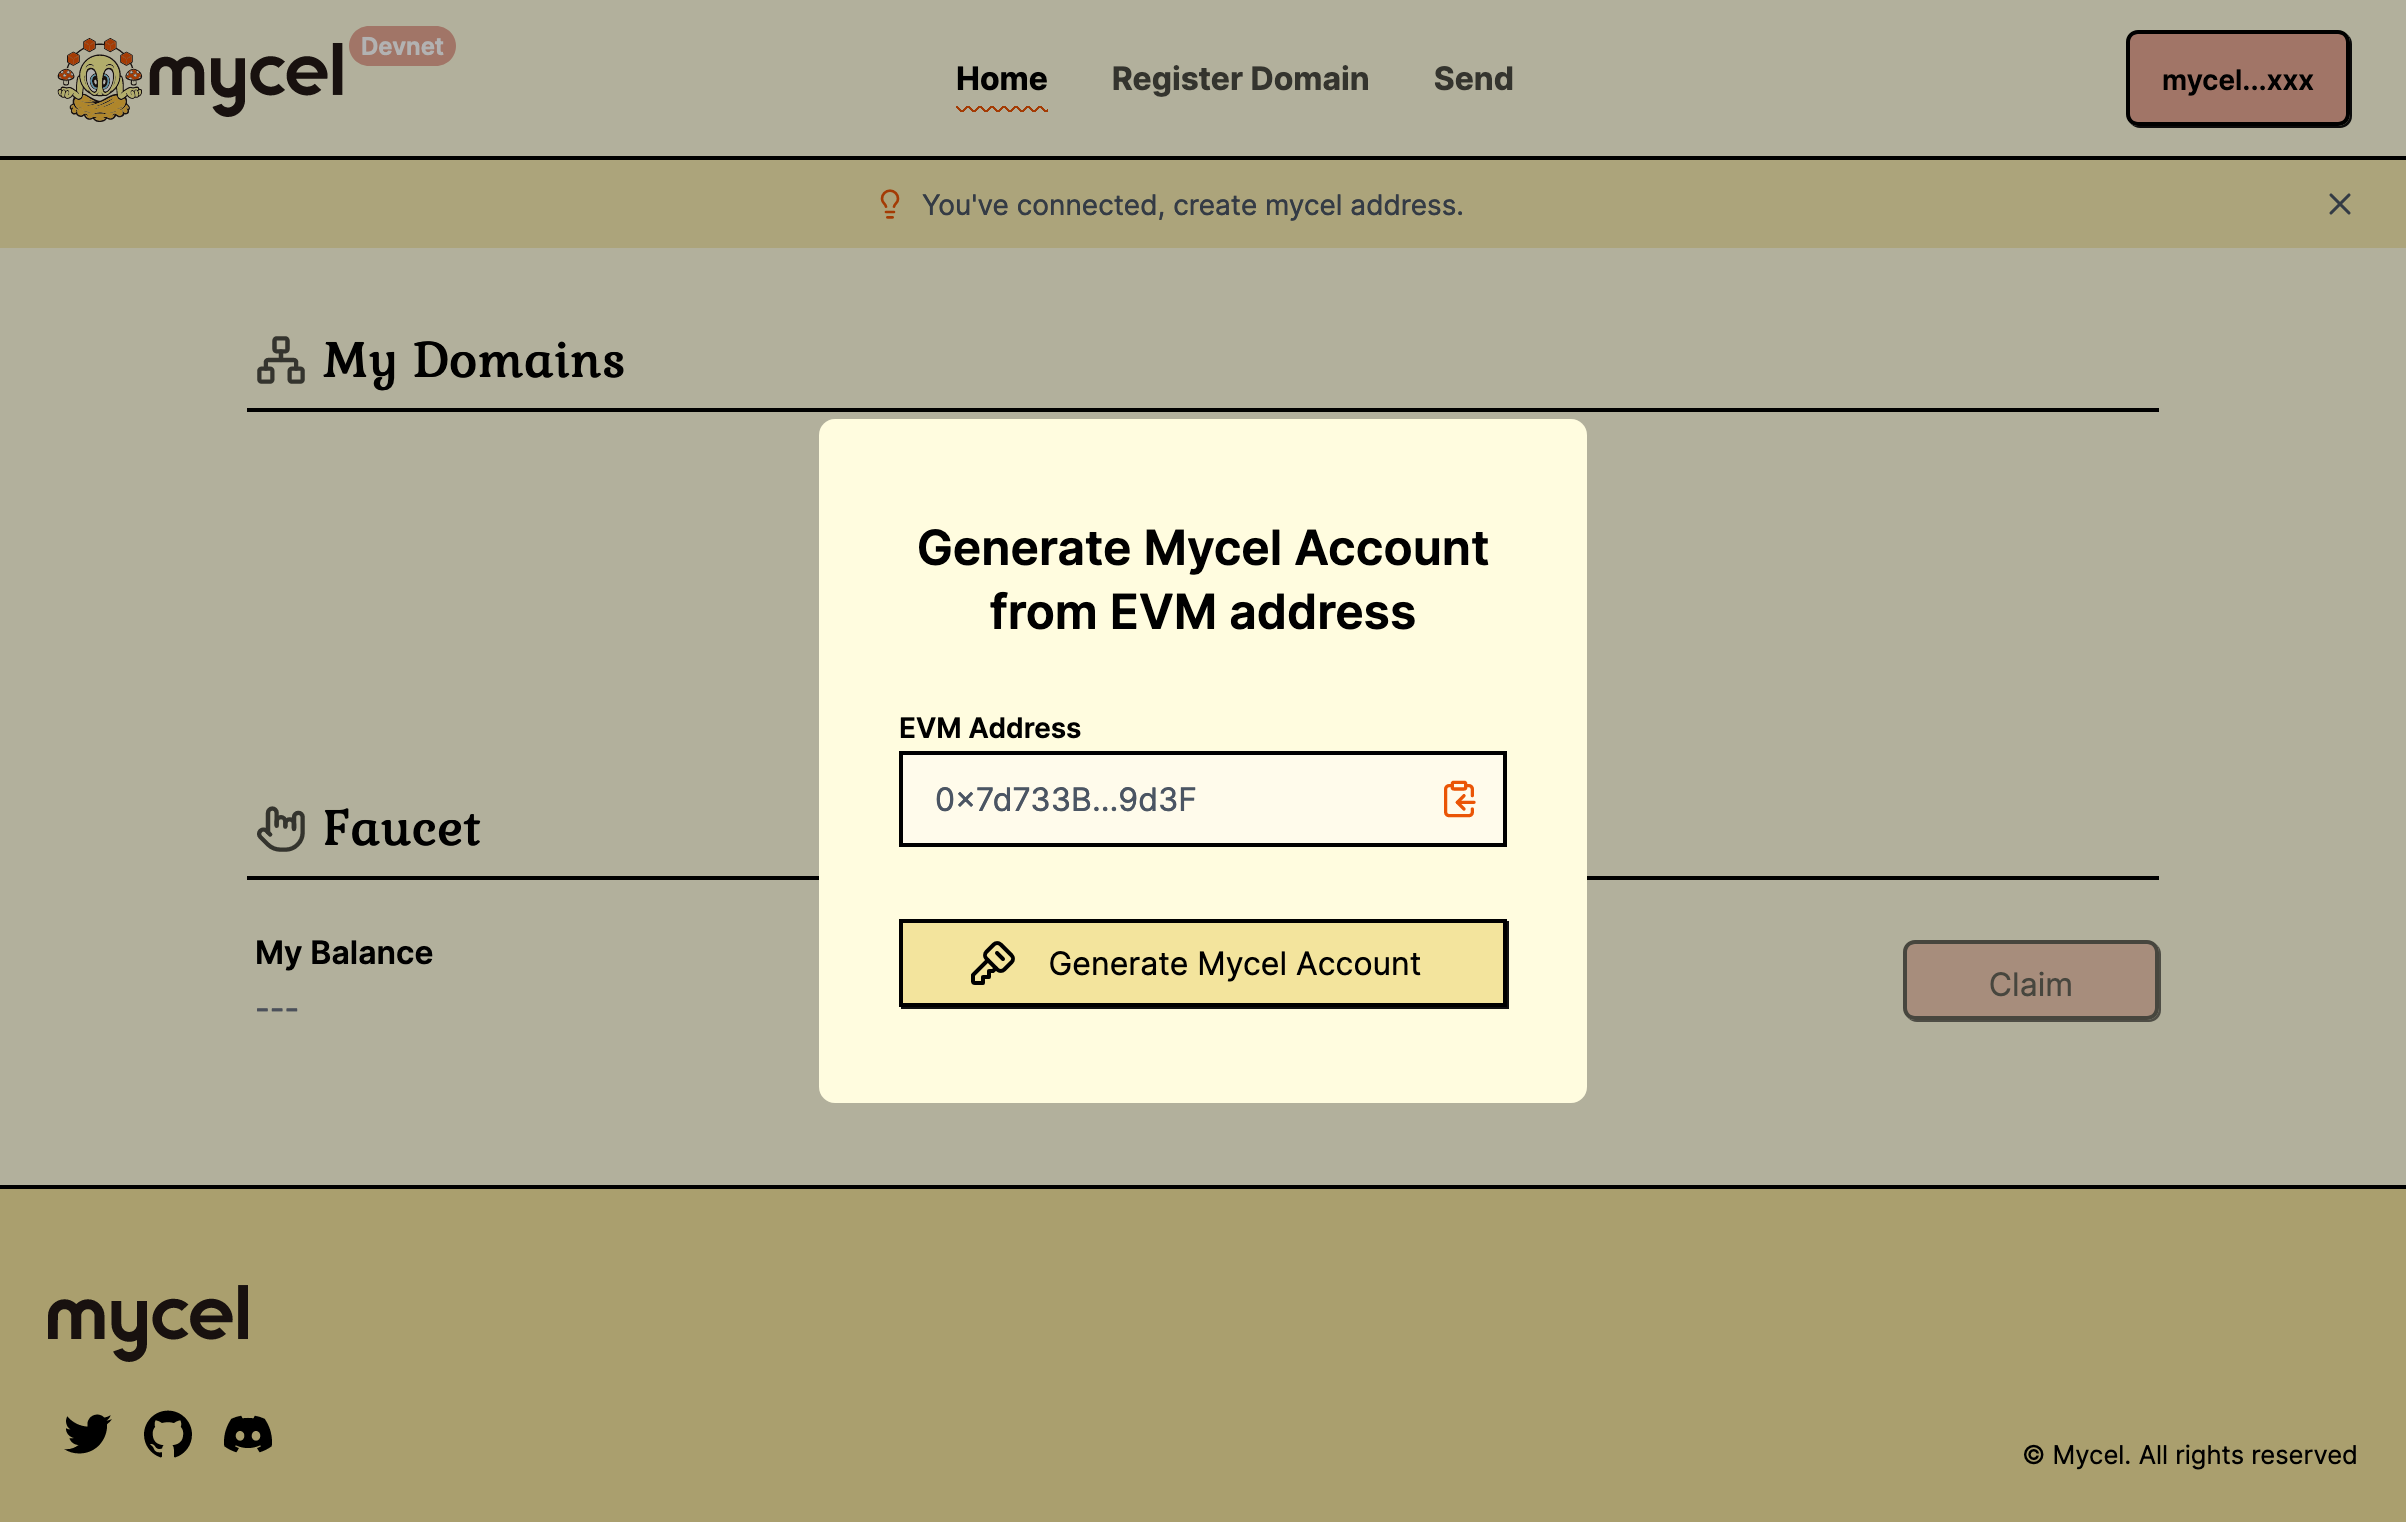 mycel
Devnet
Home
Register Domain
Send
mycel...xxx
You've connected, create mycel address.
My Domains
Generate Mycel Account
from EVM address
EVM Address
0x7d733B...9d3F
Generate Mycel Account
Faucet
My Balance
---
Claim
mycel
© Mycel. All rights reserved